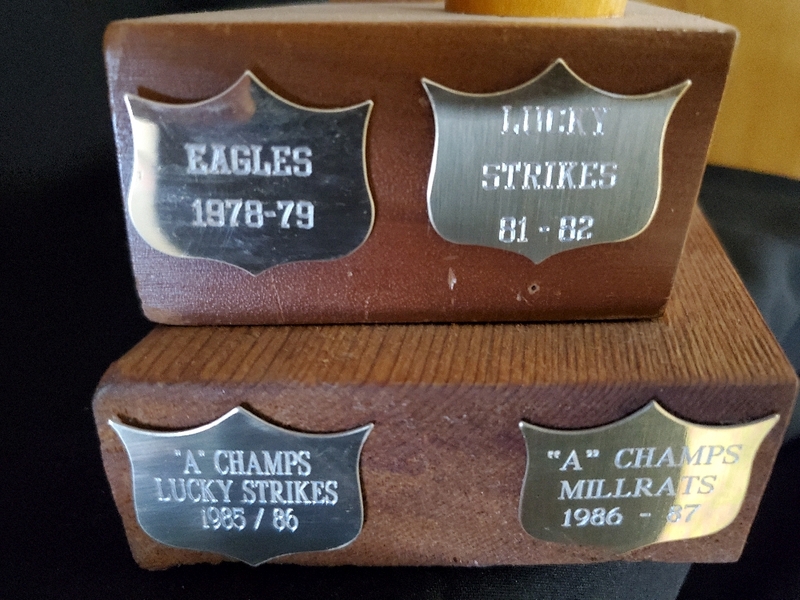 EAGLES
1978-79
LUCKY
STRIKES
81 - 82
"A" CHAMPS
LUCKY STRIKES
1985 / 86
"A" CHAMPS
MILLRATS
1986 - 87